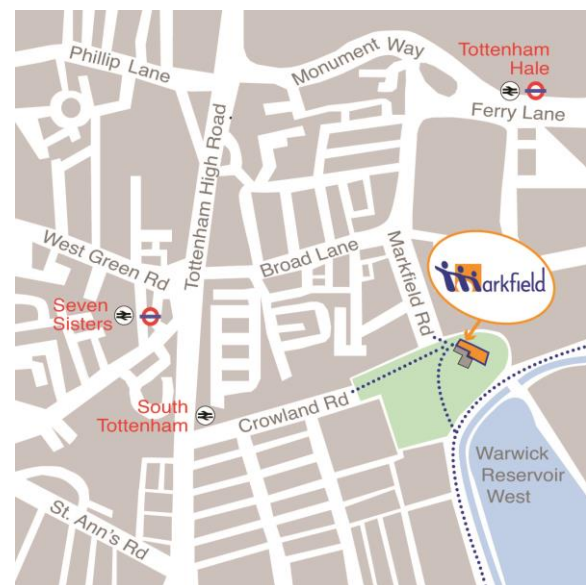 Phillip Lane
Monument Way
Tottenham
Hale
Ferry Lane
Tottenham High Road
West Green Rd
Broad Lane
Markfield Rd
markfield
Seven
Sisters
South
Tottenham
Crowland Rd
Warwick
Reservoir
West
St. Ann's Rd